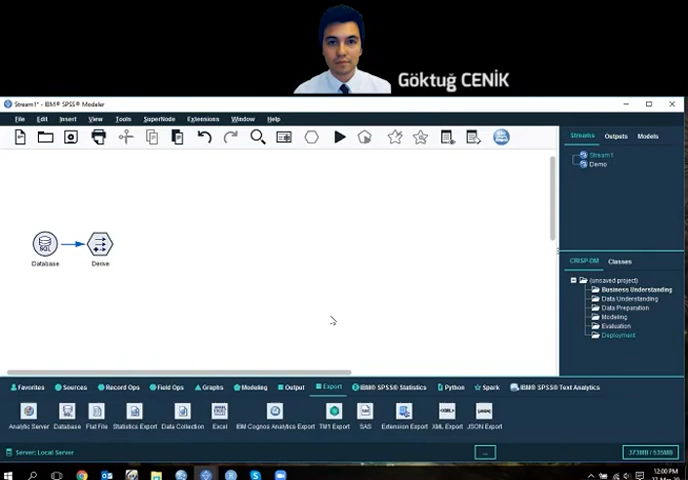 Göktuğ CENİK
Stream1* - IBM® SPSS® Modeler
File Edit Insert View Tools SuperNode Extensions Window Help
Streams Outputs Models
Stream1
Demo
SQL
Database
Derive
CRISP-DM Classes
(unsaved project)
Business Understanding
Data Understanding
Data Preparation
Modeling
Evaluation
Deployment
Favorites Sources Record Ops Field Ops Graphs Modeling Output Export IBM® SPSS® Statistics Python Spark IBM® SPSS® Text Analytics
Analytic Server Database Flat File Statistics Export Data Collection Excel IBM Cognos Analytics Export TM1 Export SAS Extension Export XML Export JSON Export
Server: Local Server
...
373MB / 535MB
12:00 PM